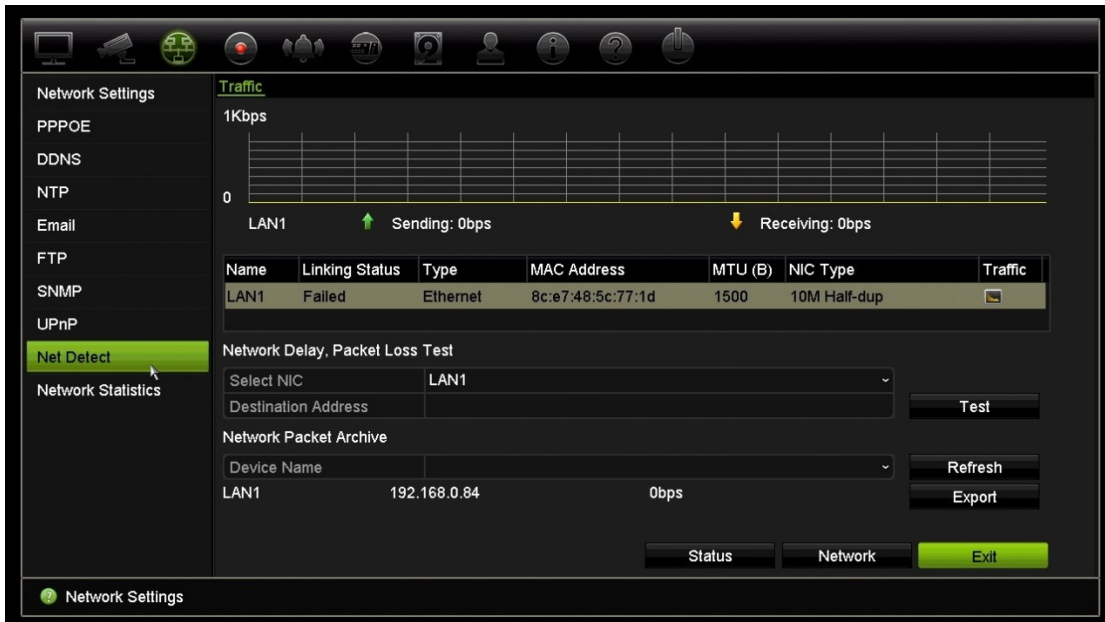 Network Settings
PPPOE
DDNS
NTP
Email
FTP
SNMP
UPnP
Net Detect
Network Statistics
Traffic
1Kbps
0
LAN1 Sending: 0bps Receiving: 0bps
Name Linking Status Type MAC Address MTU (B) NIC Type Traffic
LAN1 Failed Ethernet 8c:e7:48:5c:77:1d 1500 10M Half-dup
Network Delay, Packet Loss Test
Select NIC LAN1
Destination Address Test
Network Packet Archive
Device Name Refresh
LAN1 192.168.0.84 0bps Export
Status Network Exit
? Network Settings